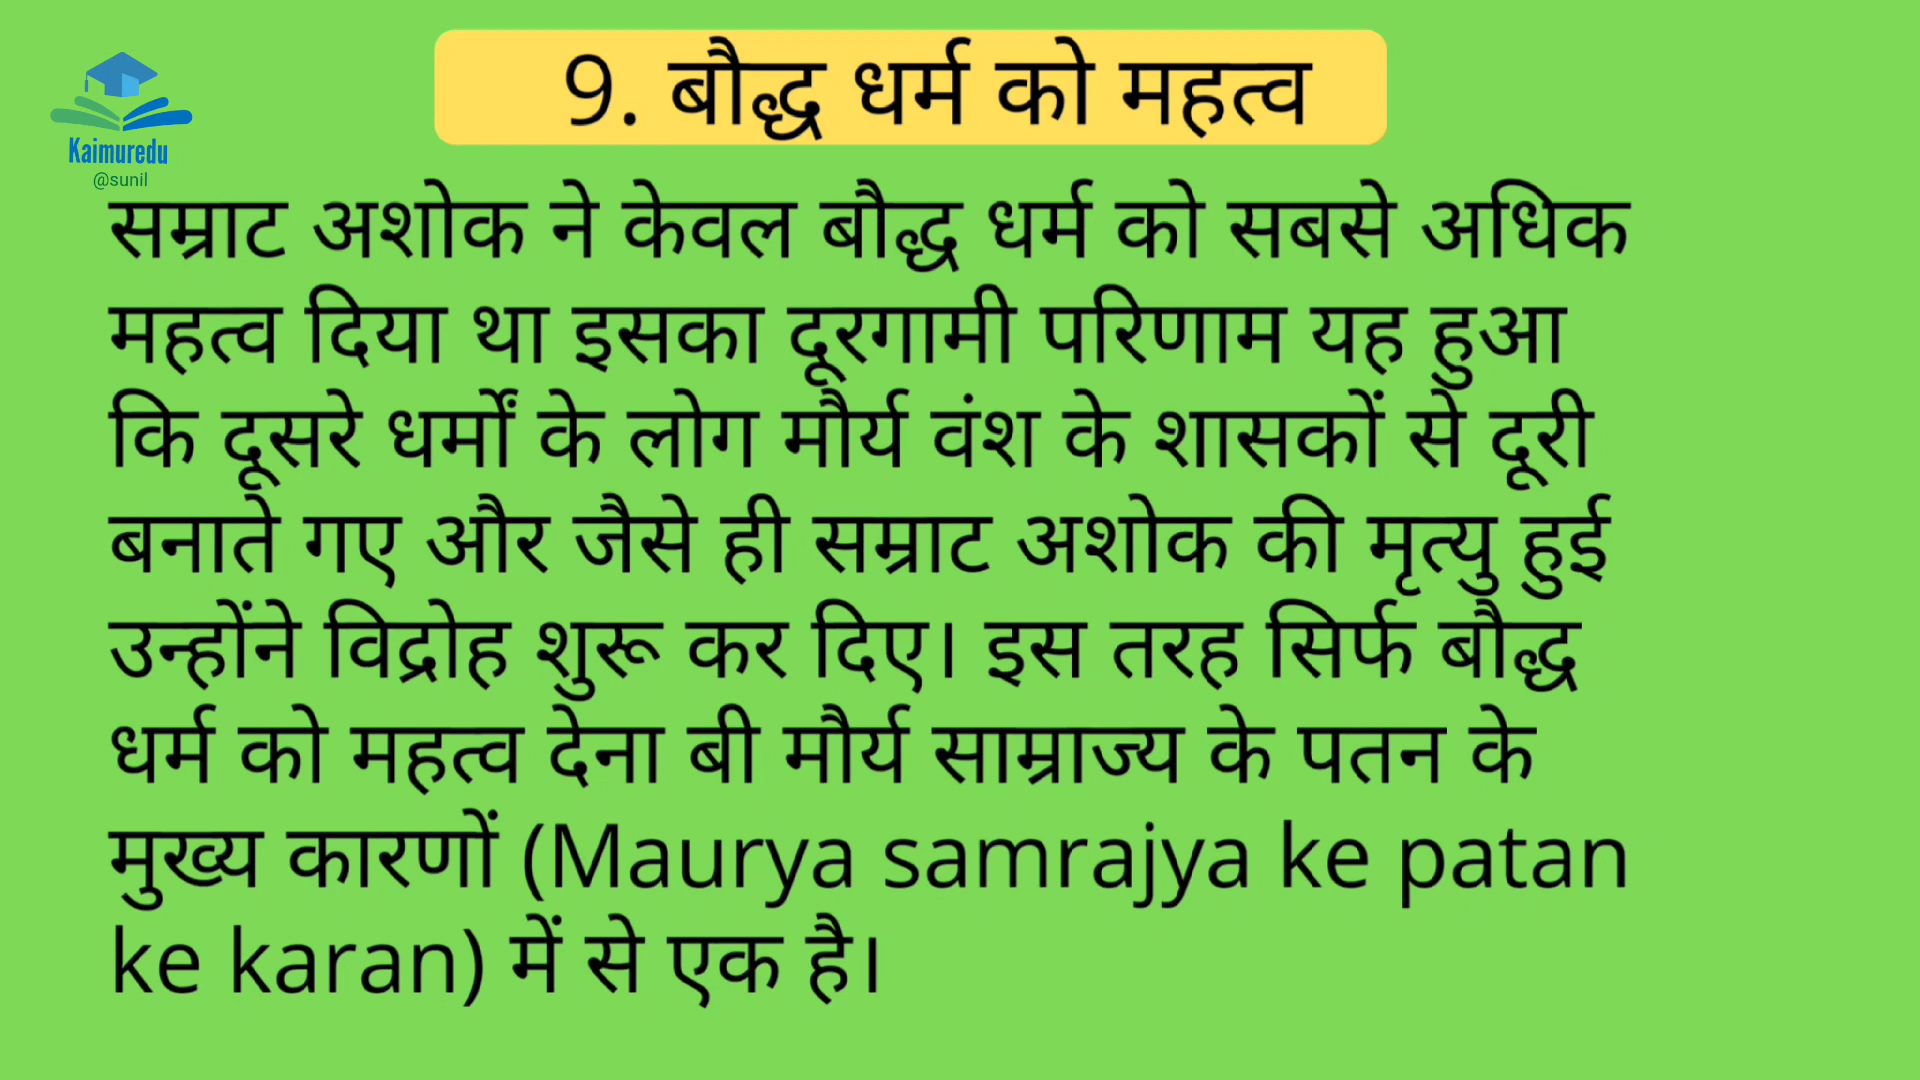 Kaimuredu
@sunil
9. बौद्ध धर्म को महत्व
सम्राट अशोक ने केवल बौद्ध धर्म को सबसे अधिक
महत्व दिया था इसका दूरगामी परिणाम यह हुआ
कि दूसरे धर्मों के लोग मौर्य वंश के शासकों से दूरी
बनाते गए और जैसे ही सम्राट अशोक की मृत्यु हुई
उन्होंने विद्रोह शुरू कर दिए। इस तरह सिर्फ बौद्ध
धर्म को महत्व देना बी मौर्य साम्राज्य के पतन के
मुख्य कारणों (Maurya samrajya ke patan
ke karan) में से एक है।